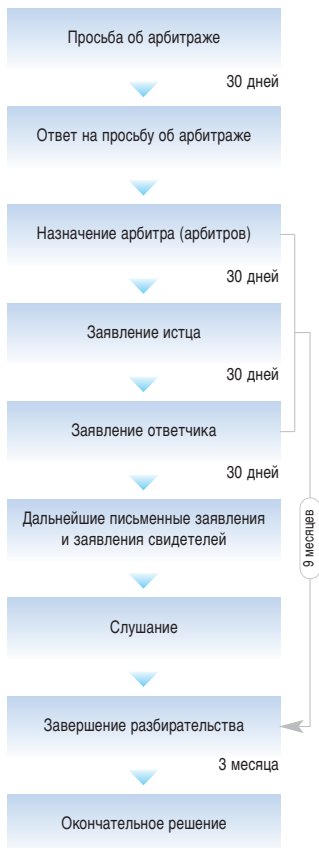 Просьба об арбитраже
30 дней
Ответ на просьбу об арбитраже
Назначение арбитра (арбитров)
30 дней
Заявление истца
30 дней
Заявление ответчика
30 дней
Дальнейшие письменные заявления
и заявления свидетелей
9 месяцев
Слушание
Завершение разбирательства
3 месяца
Окончательное решение